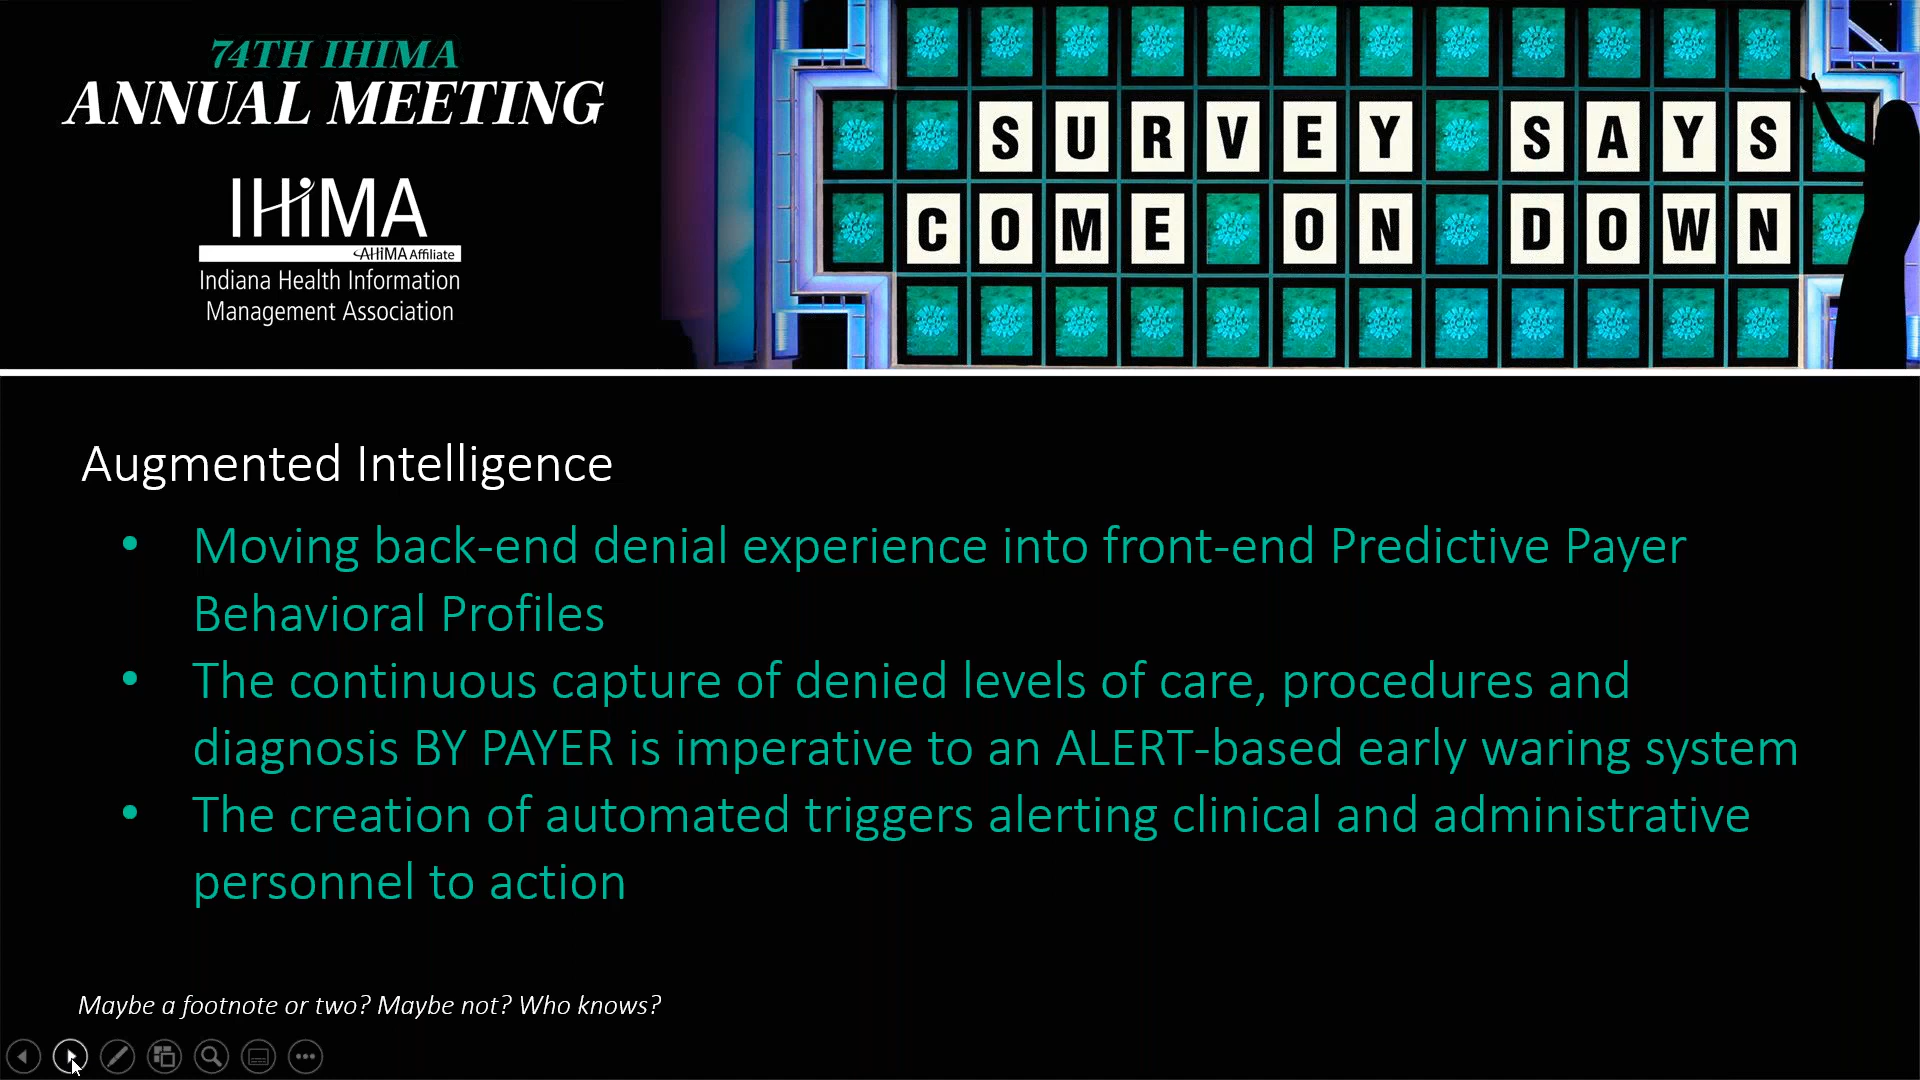 74TH IHIMA
ANNUAL MEETING
IHIMA
AHIMA Affiliate
Indiana Health Information
Management Association
SURVEY SAYS
COME ON DOWN
Augmented Intelligence
• Moving back-end denial experience into front-end Predictive Payer
Behavioral Profiles
• The continuous capture of denied levels of care, procedures and
diagnosis BY PAYER is imperative to an ALERT-based early waring system
• The creation of automated triggers alerting clinical and administrative
personnel to action
Maybe a footnote or two? Maybe not? Who knows?